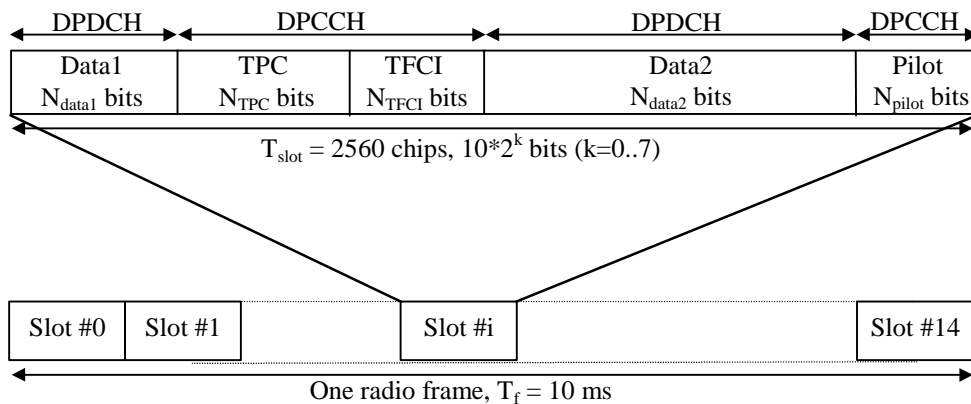 DPDCH DPCCH DPDCH DPCCH
Data1 TPC TFCI Data2 Pilot
N_data1 bits N_TPC bits N_TFCI bits N_data2 bits N_pilot bits
T_slot = 2560 chips, 10*2^k bits (k=0..7)
Slot #0 Slot #1 Slot #i Slot #14
One radio frame, T_f = 10 ms